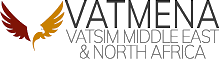 VATMENA
VATSIM MIDDLE EAST
& NORTH AFRICA